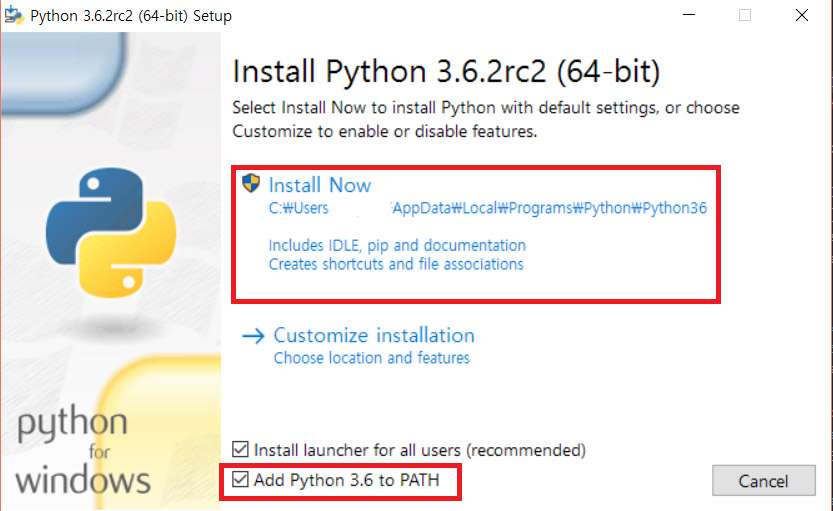 Python 3.6.2rc2 (64-bit) Setup
Install Python 3.6.2rc2 (64-bit)
Select Install Now to install Python with default settings, or choose
Customize to enable or disable features.
Install Now
C:₩Users AppData₩Local₩Programs₩Python₩Python36
Includes IDLE, pip and documentation
Creates shortcuts and file associations
Customize installation
Choose location and features
python
for
windows
Install launcher for all users (recommended)
Add Python 3.6 to PATH
Cancel